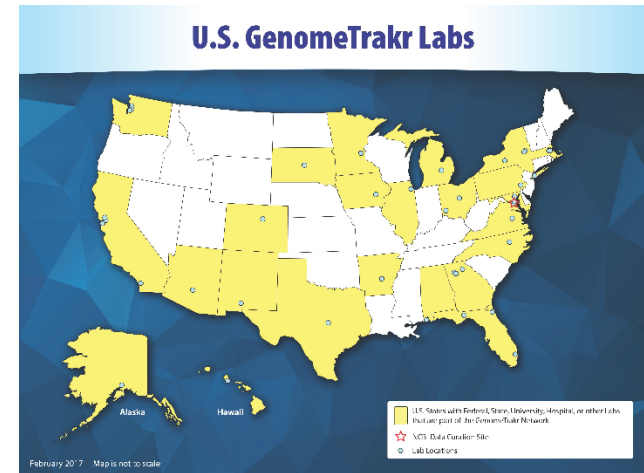 U.S. GenomeTrakr Labs
Alaska
Hawaii
U.S. States with Federal, State, University, Hospital, or other Labs
that are part of the GenomeTrakr Network
NCBI Data Curation Site
Lab Locations
February 2017 Map is not to scale